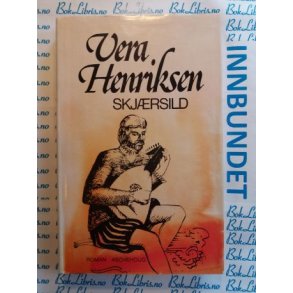 Vera
Henriksen
SKJÆRSILD
ROMAN ASCHEHOUG
INNBUNDET
BokLibris.no